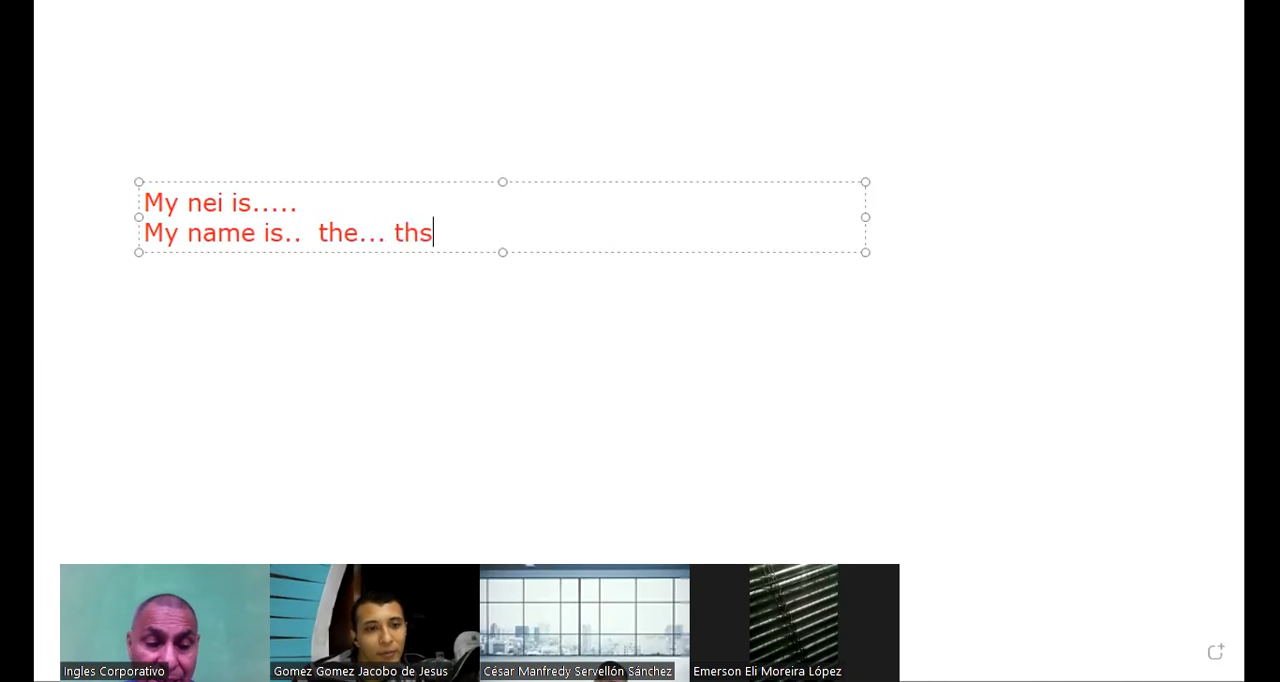 My nei is.....
My name is..  the... ths
Ingles Corporativo
Gomez Gomez Jacobo de Jesus
César Manfredy Servellón Sánchez
Emerson Eli Moreira López